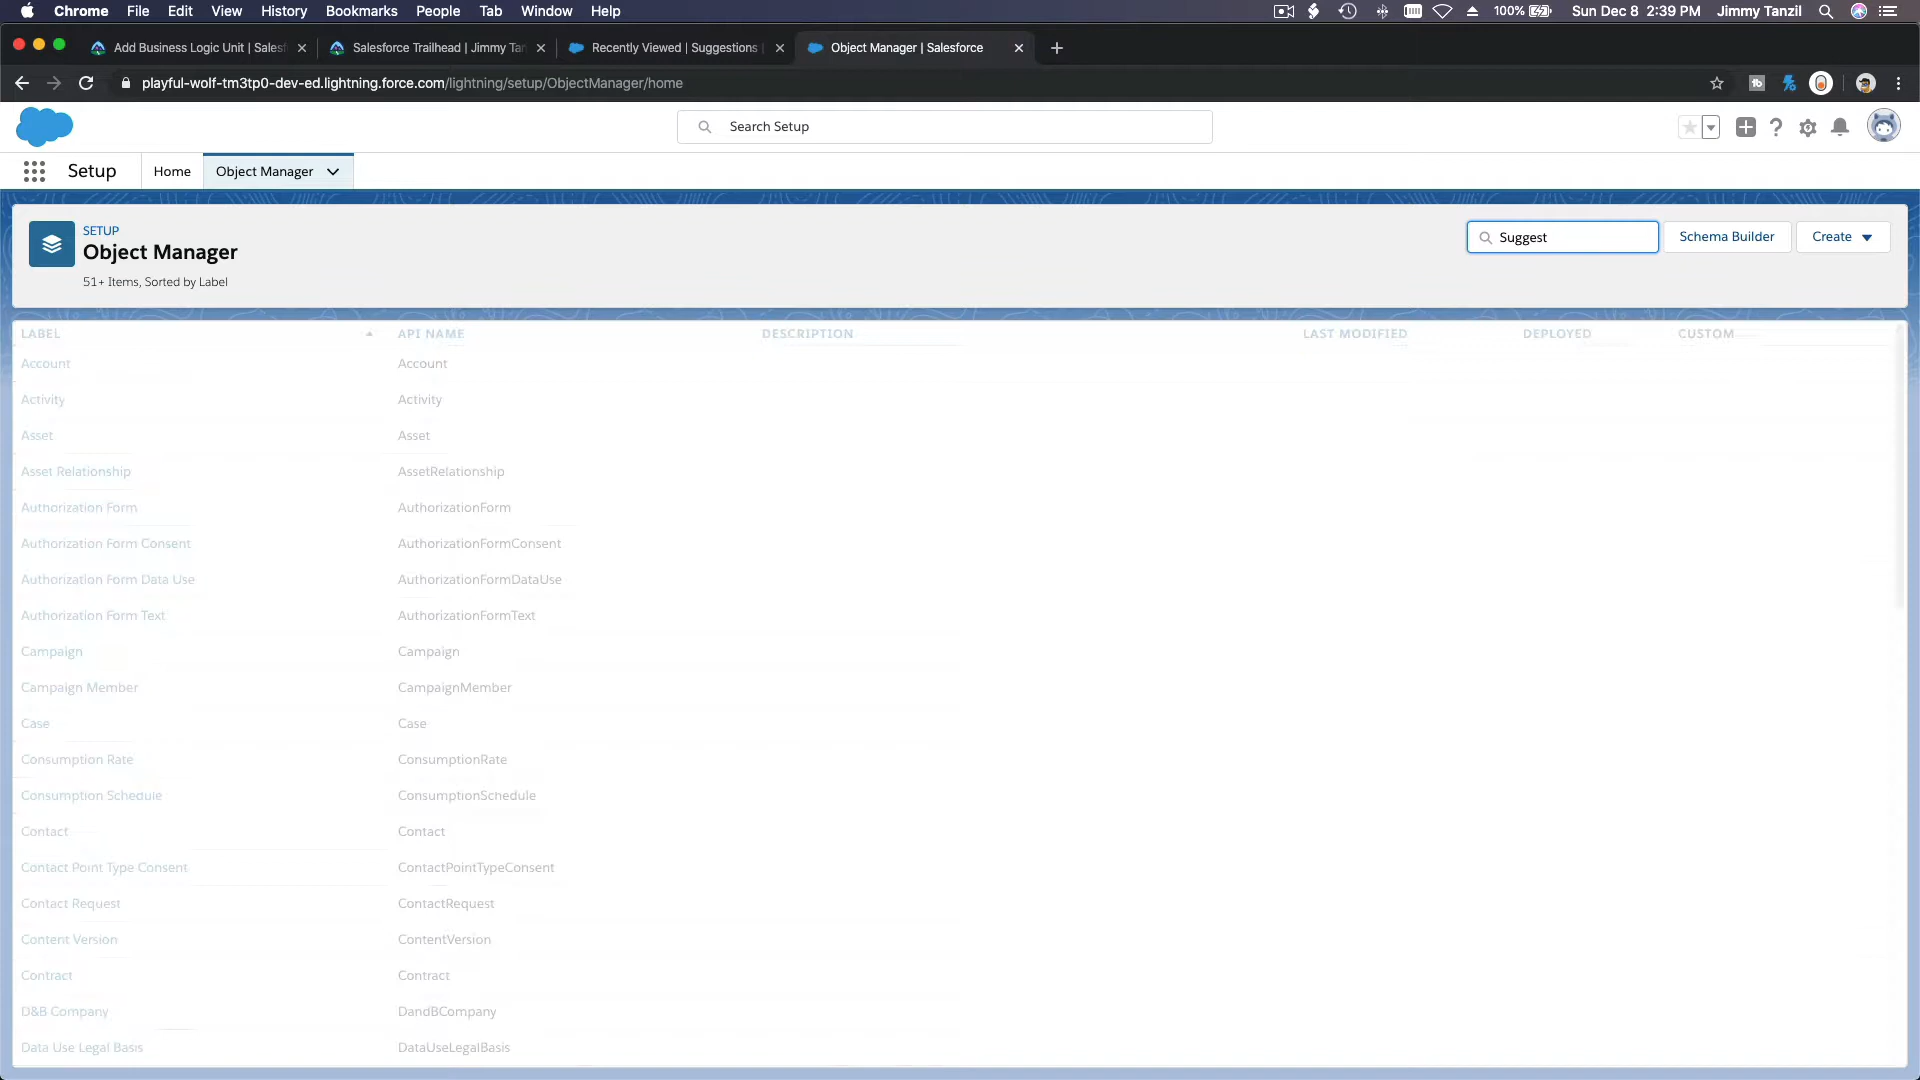 Chrome File Edit View History Bookmarks People Tab Window Help 100% Sun Dec 8 2:39 PM Jimmy Tanzil
Add Business Logic Unit | Salesf Salesforce Trailhead | Jimmy Tan Recently Viewed | Suggestions | Object Manager | Salesforce
playful-wolf-tm3tp0-dev-ed.lightning.force.com/lightning/setup/ObjectManager/home
Search Setup
Setup Home Object Manager
SETUP
Object Manager
51+ Items, Sorted by Label
Suggest Schema Builder Create
LABEL API NAME DESCRIPTION LAST MODIFIED DEPLOYED CUSTOM
Account Account
Activity Activity
Asset Asset
Asset Relationship AssetRelationship
Authorization Form AuthorizationForm
Authorization Form Consent AuthorizationFormConsent
Authorization Form Data Use AuthorizationFormDataUse
Authorization Form Text AuthorizationFormText
Campaign Campaign
Campaign Member CampaignMember
Case Case
Consumption Rate ConsumptionRate
Consumption Schedule ConsumptionSchedule
Contact Contact
Contact Point Type Consent ContactPointTypeConsent
Contact Request ContactRequest
Content Version ContentVersion
Contract Contract
D&B Company DandBCompany
Data Use Legal Basis DataUseLegalBasis